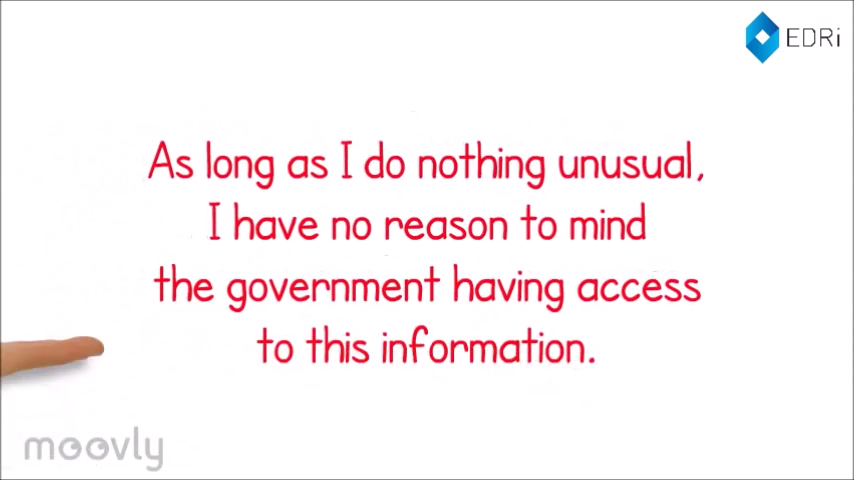 EDRi
As long as I do nothing unusual,
I have no reason to mind
the government having access
to this information.
moovly